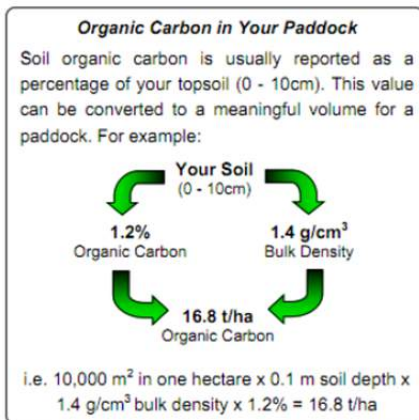 Organic Carbon in Your Paddock
Soil organic carbon is usually reported as a
percentage of your topsoil (0 - 10cm). This value
can be converted to a meaningful volume for a
paddock. For example:
Your Soil
(0 - 10cm)
1.2%
Organic Carbon
1.4 g/cm³
Bulk Density
16.8 t/ha
Organic Carbon
i.e. 10,000 m² in one hectare x 0.1 m soil depth x
1.4 g/cm³ bulk density x 1.2% = 16.8 t/ha